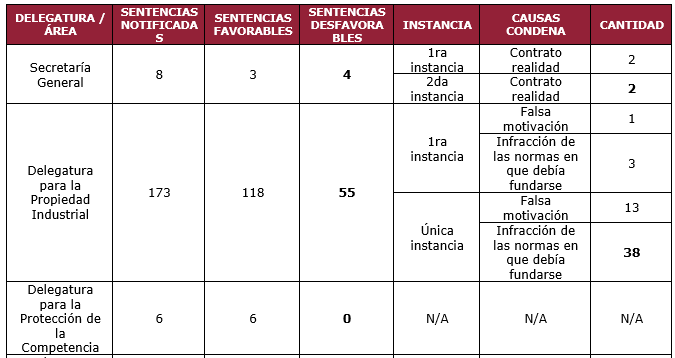 DELEGATURA / ÁREA
SENTENCIAS NOTIFICADAS
SENTENCIAS FAVORABLES
SENTENCIAS DESFAVORABLES
INSTANCIA
CAUSAS CONDENA
CANTIDAD
Secretaría
General
8
3
4
1ra
instancia
Contrato
realidad
2
2da
instancia
Contrato
realidad
2
Delegatura
para la
Propiedad
Industrial
173
118
55
1ra
instancia
Falsa
motivación
1
Infracción de
las normas en
que debía
fundarse
3
Única
instancia
Falsa
motivación
13
Infracción de
las normas en
que debía
fundarse
38
Delegatura
para la
Protección de
la
Competencia
6
6
0
N/A
N/A
N/A